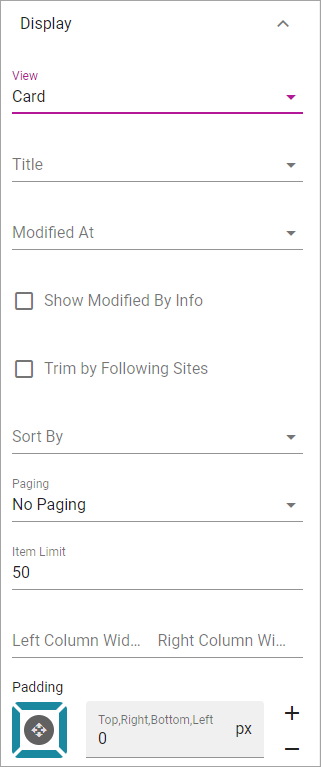 Display
View
Card
Title
Modified At
Show Modified By Info
Trim by Following Sites
Sort By
Paging
No Paging
Item Limit
50
Left Column Wid... Right Column Wi...
Padding
Top,Right,Bottom,Left
0 px